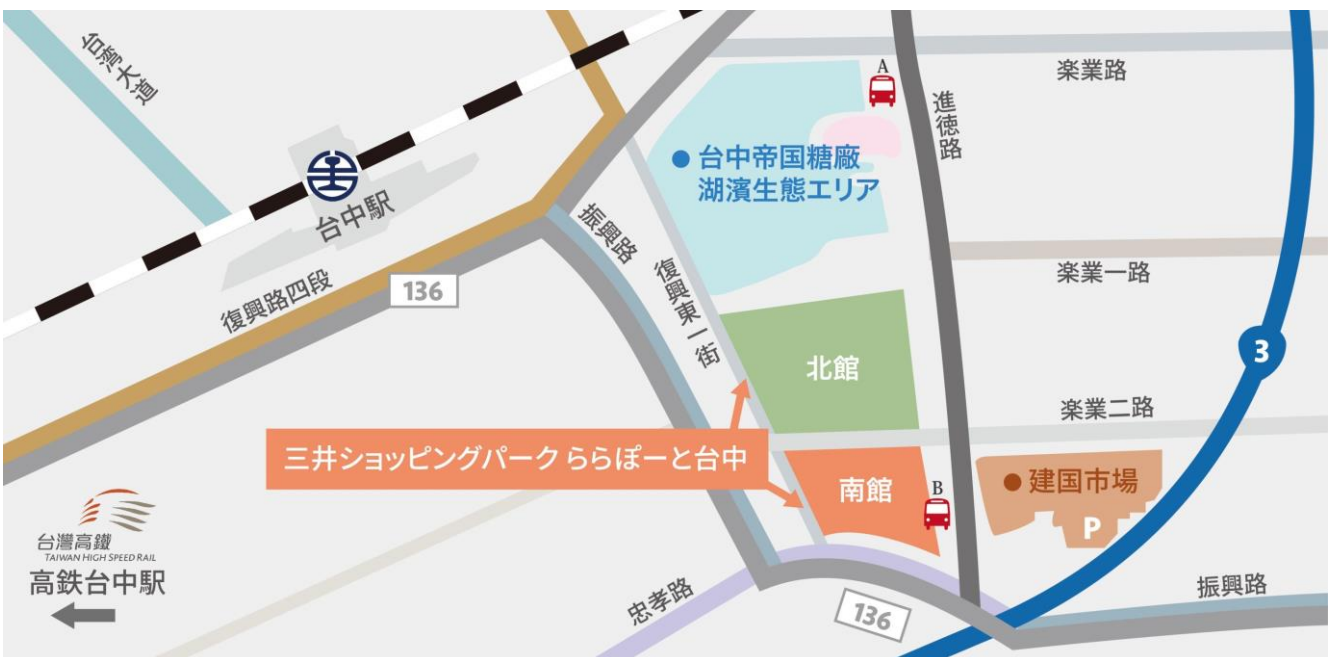 台湾大道
台中駅
復興路四段
136
振興路
復興東一街
A
楽業路
進徳路
台中帝国糖廠
湖濱生態エリア
楽業一路
3
北館
楽業二路
三井ショッピングパーク ららぽーと台中
南館
B
建国市場
P
台灣高鐵
TAIWAN HIGH SPEED RAIL
高鉄台中駅
忠孝路
136
振興路